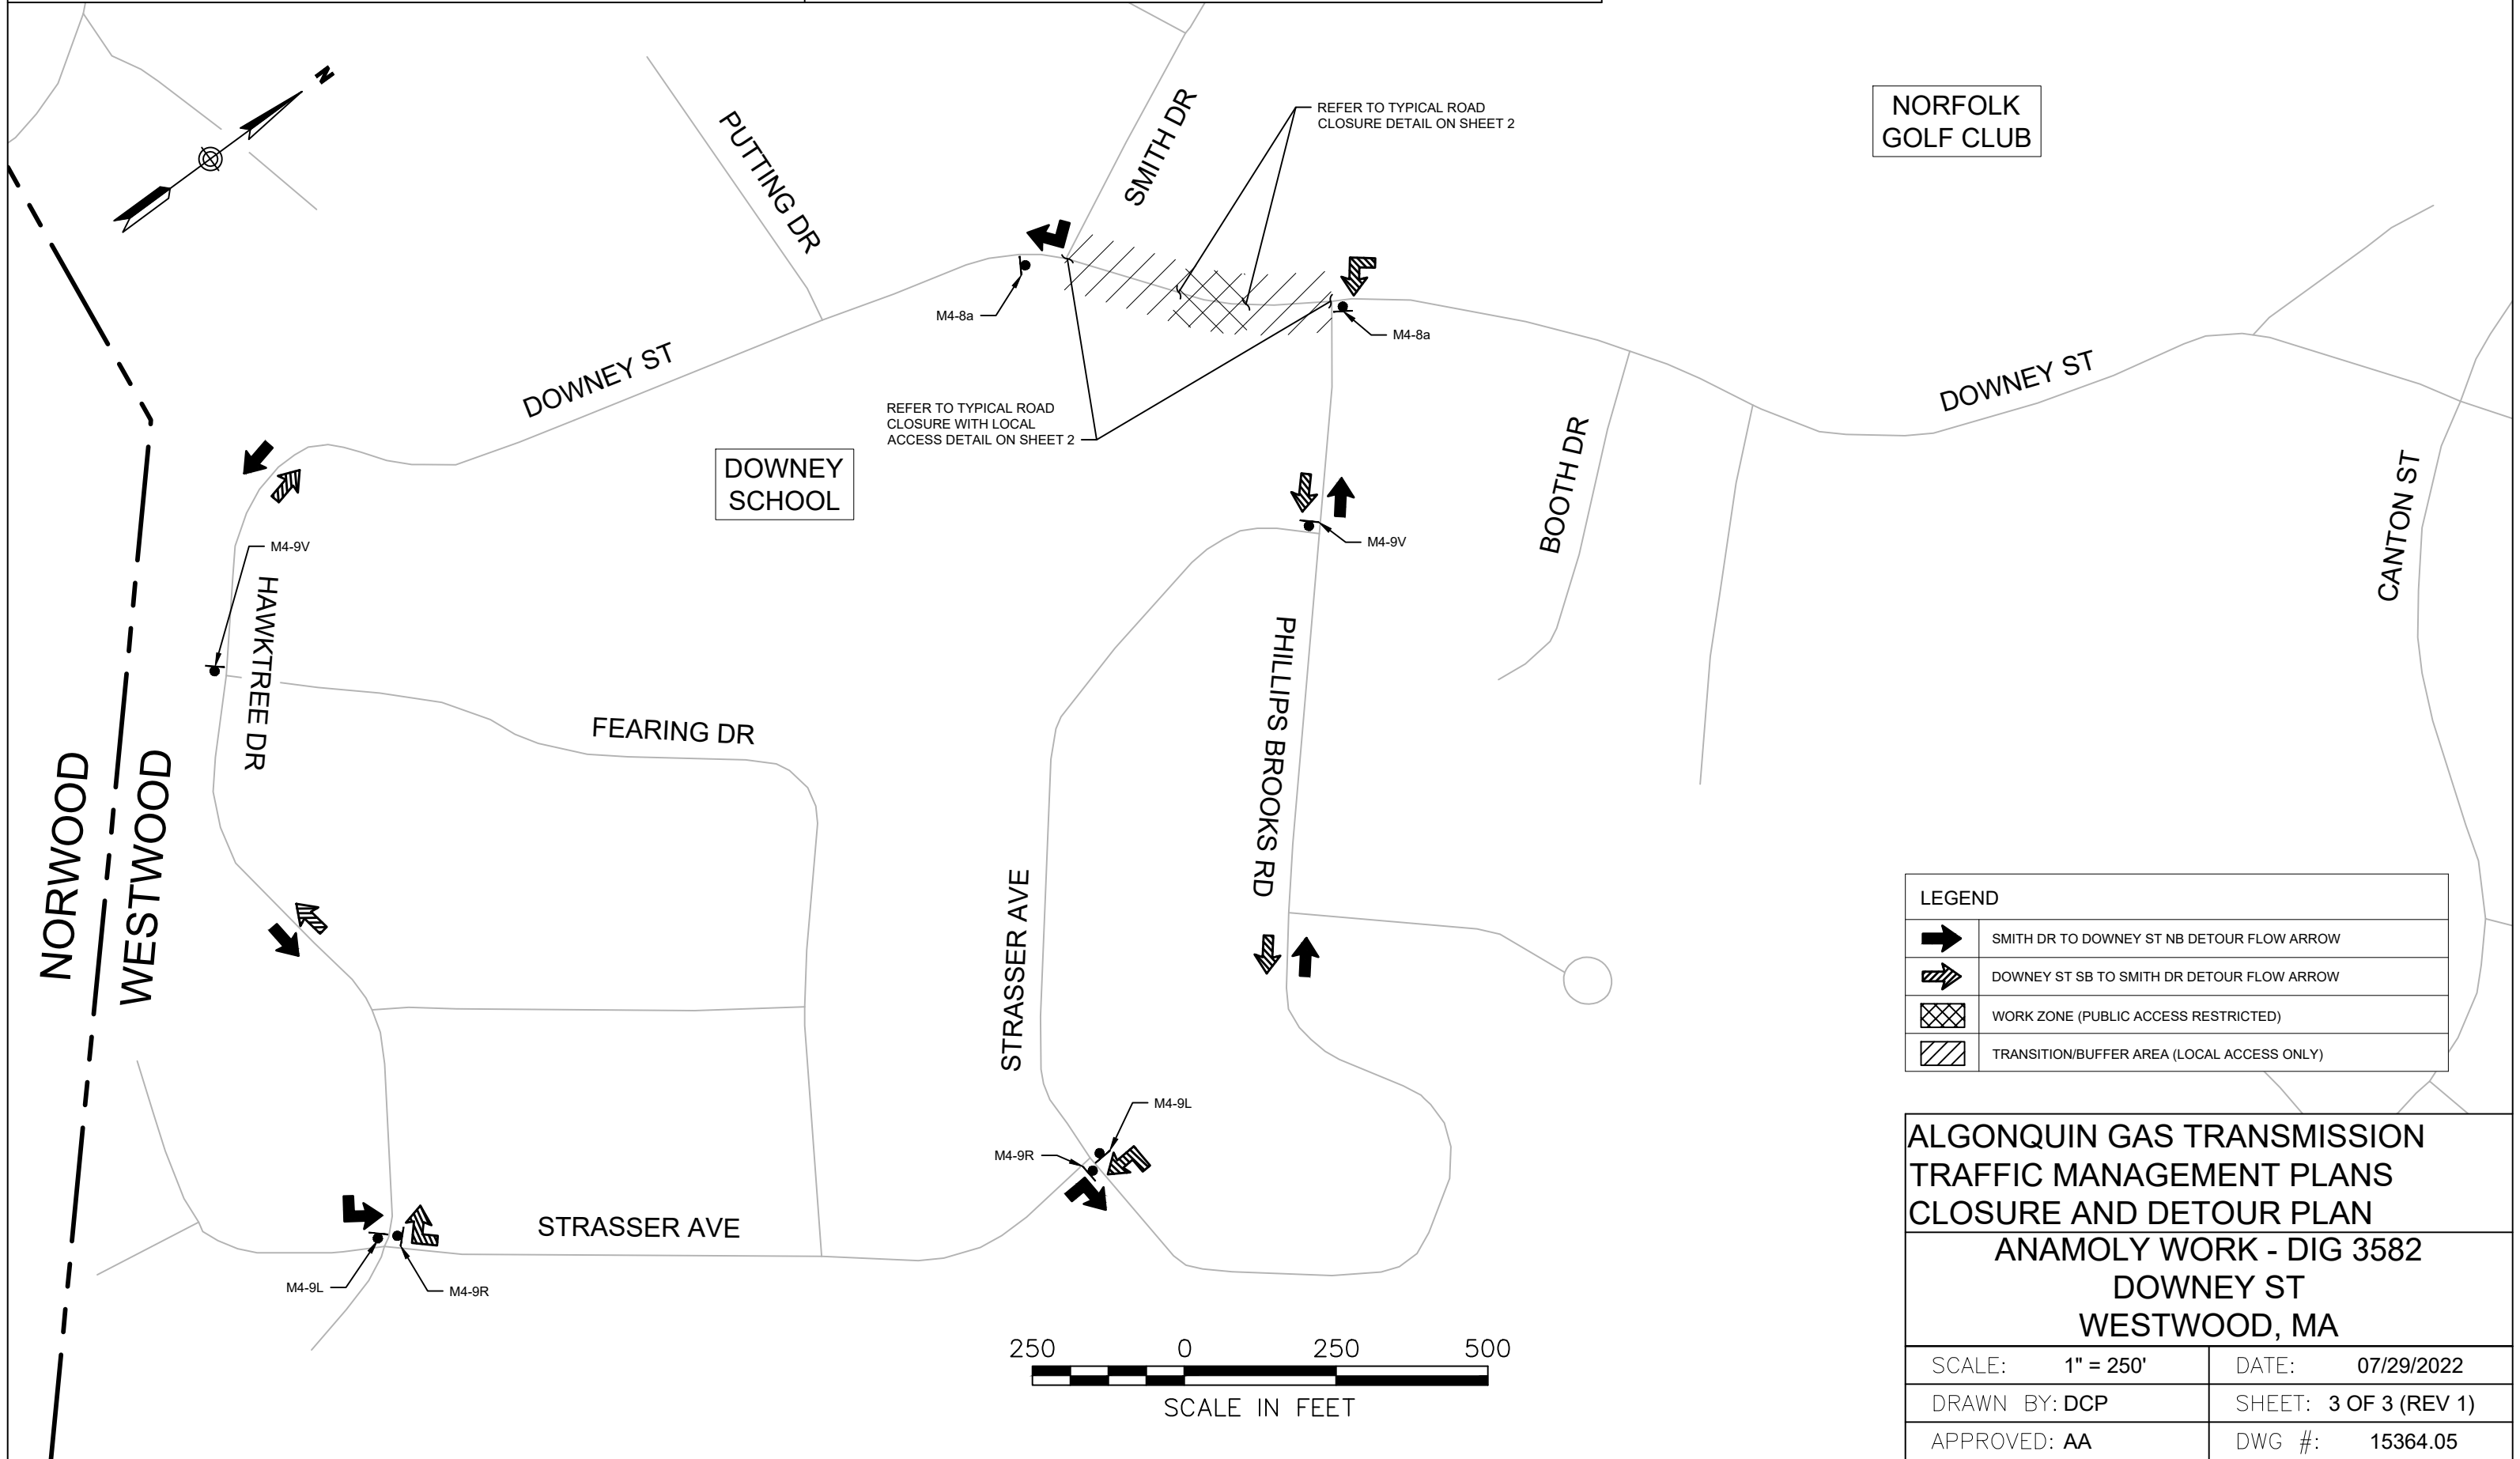 N
PUTTING DR
SMITH DR
REFER TO TYPICAL ROAD
CLOSURE DETAIL ON SHEET 2
NORFOLK
GOLF CLUB
M4-8a
M4-8a
DOWNEY ST
DOWNEY ST
REFER TO TYPICAL ROAD
CLOSURE WITH LOCAL
ACCESS DETAIL ON SHEET 2
DOWNEY
SCHOOL
BOOTH DR
CANTON ST
M4-9V
M4-9V
HAWKTREE DR
FEARING DR
PHILLIPS BROOKS RD
NORWOOD
WESTWOOD
STRASSER AVE
M4-9L
M4-9R
STRASSER AVE
M4-9L
M4-9R
LEGEND
SMITH DR TO DOWNEY ST NB DETOUR FLOW ARROW
DOWNEY ST SB TO SMITH DR DETOUR FLOW ARROW
WORK ZONE (PUBLIC ACCESS RESTRICTED)
TRANSITION/BUFFER AREA (LOCAL ACCESS ONLY)
ALGONQUIN GAS TRANSMISSION
TRAFFIC MANAGEMENT PLANS
CLOSURE AND DETOUR PLAN
ANAMOLY WORK - DIG 3582
DOWNEY ST
WESTWOOD, MA
SCALE: 1" = 250' DATE: 07/29/2022
DRAWN BY: DCP SHEET: 3 OF 3 (REV 1)
APPROVED: AA DWG #: 15364.05
250 0 250 500
SCALE IN FEET